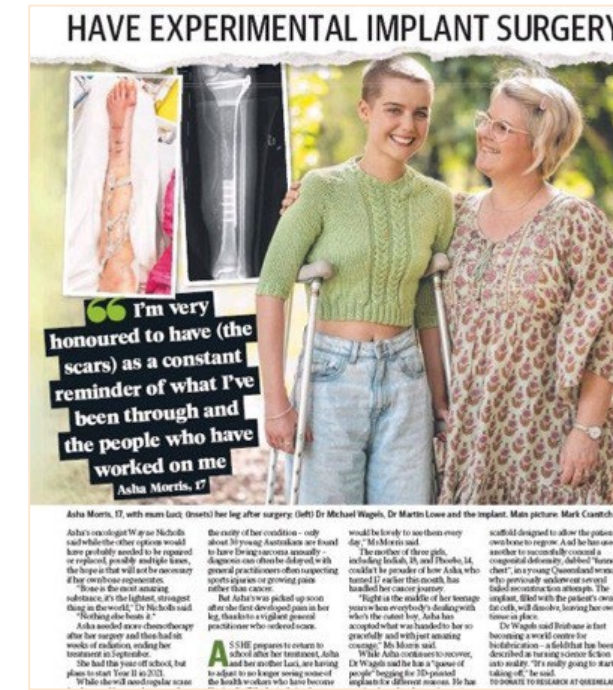 HAVE EXPERIMENTAL IMPLANT SURGERY
I'm very
honoured to have (the
scars) as a constant
reminder of what I've
been through and
the people who have
worked on me
Asha Morris, 17
Asha Morris, 17, with mum Luci; (insets) her leg after surgery; (left) Dr Michael Wagels, Dr Martin Lowe and the implant. Main picture: Mark Cranitch
Asha's oncologist Wayne Nicholls
said while the other options would
have probably needed to be repaired
or replaced, possibly multiple times,
the hope is that will not be necessary
if her own bone regenerates.
"Bone is the most amazing
substance, it's the lightest, strongest
thing in the world," Dr Nicholls said.
"Nothing else beats it."
Asha needed more chemotherapy
after her surgery and then had six
weeks of radiation, ending her
treatment in September.
She had this year off school, but
plans to start Year 11 in 2021.
While she will need regular scans
the rarity of her condition – only
about 30 young Australians are found
to have Ewing sarcoma annually –
diagnosis can often be delayed, with
general practitioners often suspecting
sports injuries or growing pains
rather than cancer.
But Asha's was picked up soon
after she first developed pain in her
leg, thanks to a vigilant general
practitioner who ordered scans.
AS SHE prepares to return to
school after her treatment, Asha
and her mother Luci, are having
to adjust to no longer seeing some of
the health workers who have become
would be lovely to see them every
day," Ms Morris said.
The mother of three girls,
including Indiah, 18, and Phoebe, 14,
couldn't be prouder of how Asha, who
turned 17 earlier this month, has
handled her cancer journey.
"Right in the middle of her teenage
years when everybody's dealing with
who's the cutest boy, Asha has
accepted what was handed to her so
gracefully and with just amazing
courage," Ms Morris said.
While Asha continues to recover,
Dr Wagels said he has a "queue of
people" begging for 3D-printed
implants for different reasons. He has
scaffold designed to allow the patient
own bone to regrow. And he has used
another to successfully conceal a
congenital deformity, dubbed "funnel
chest", in a young Queensland woman
who previously underwent several
failed reconstruction attempts. The
implant, filled with the patient's own
fat cells, will dissolve, leaving her own
tissue in place.
Dr Wagels said Brisbane is fast
becoming a world centre for
biofabrication – a field that has been
described as turning science fiction
into reality. "It's really going to start
taking off," he said.
TO DONATE TO RESEARCH AT